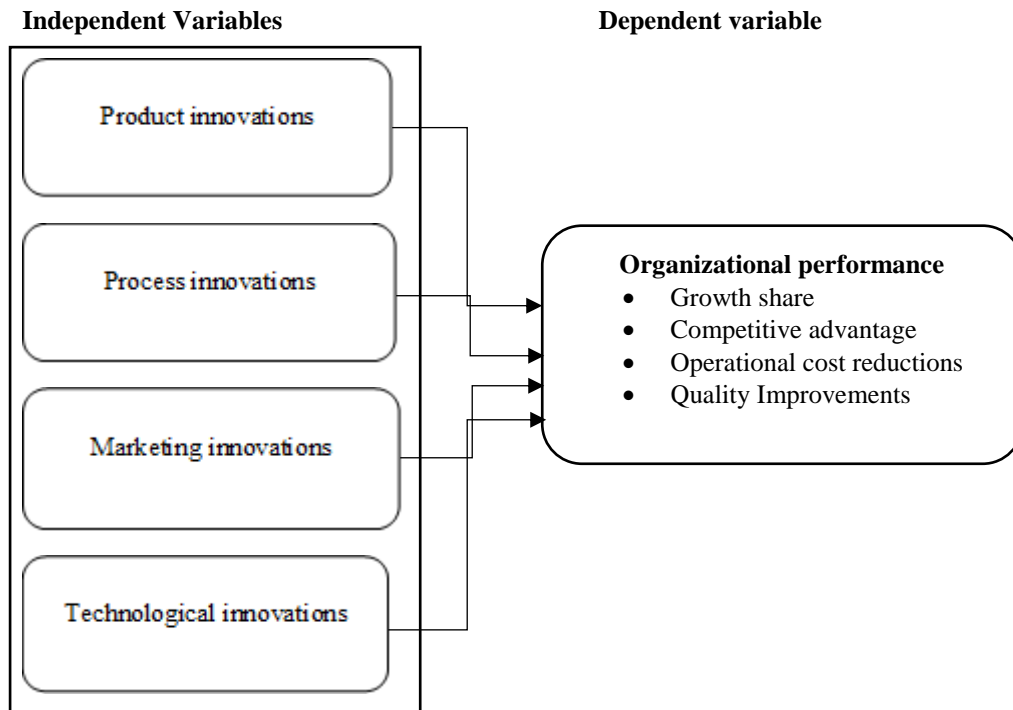 Independent Variables
Dependent variable
Product innovations
Process innovations
Marketing innovations
Technological innovations
Organizational performance
• Growth share
• Competitive advantage
• Operational cost reductions
• Quality Improvements